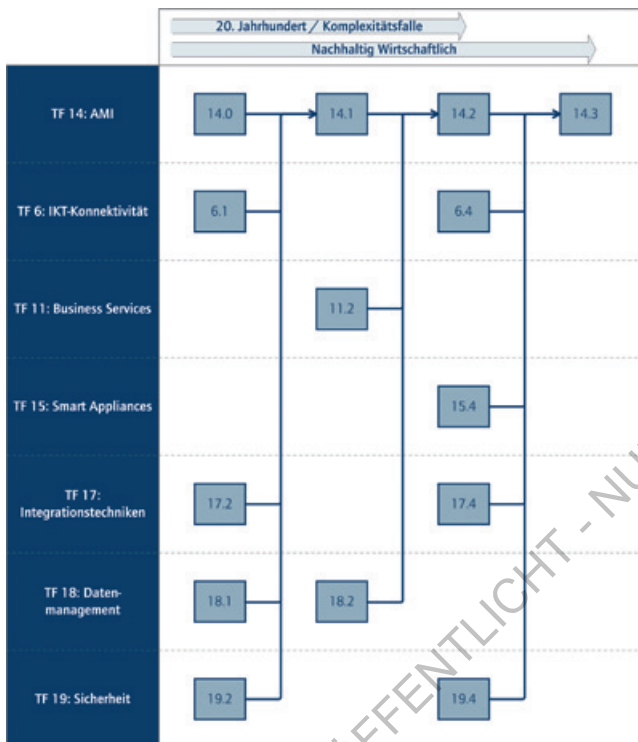 20. Jahrhundert / Komplexitätsfalle
Nachhaltig Wirtschaftlich
TF 14: AMI
14.0
14.1
14.2
14.3
TF 6: IKT-Konnektivität
6.1
6.4
TF 11: Business Services
11.2
TF 15: Smart Appliances
15.4
TF 17:
Integrationstechniken
17.2
17.4
TF 18: Daten-
management
18.1
18.2
TF 19: Sicherheit
19.2
19.4